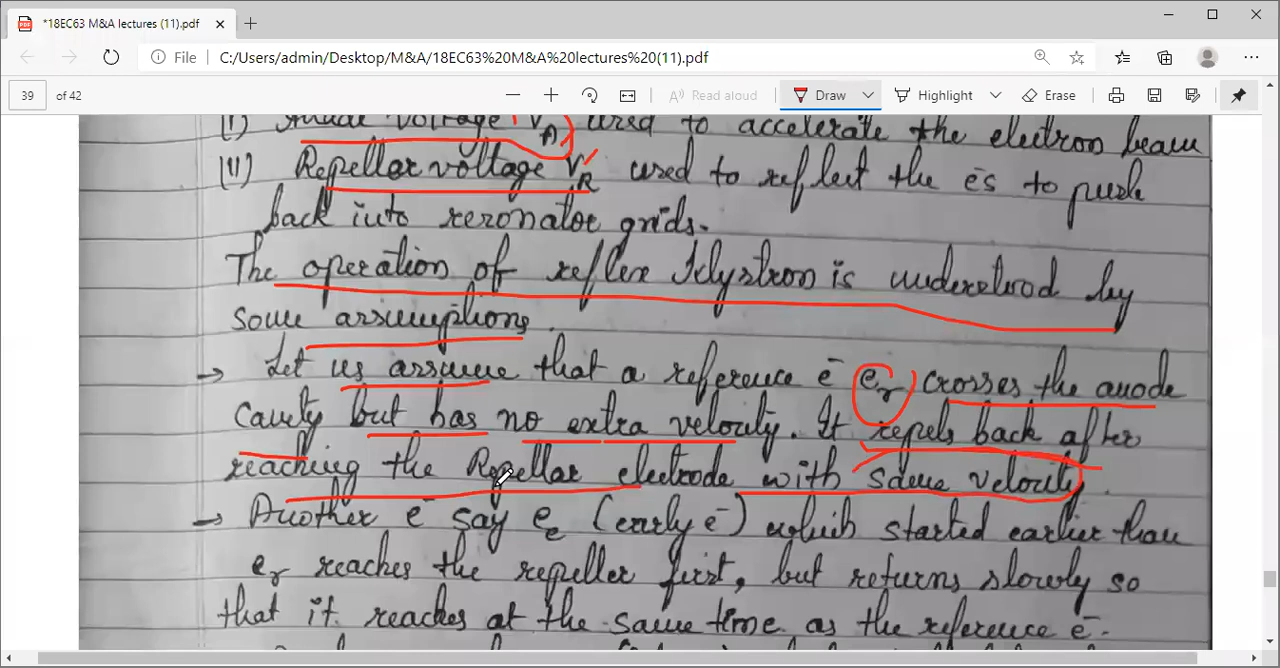 *18EC63 M&A lectures (11).pdf
File C:/Users/admin/Desktop/M&A/18EC63%20M&A%20lectures%20(11).pdf
39 of 42 Read aloud Draw Highlight Erase
voltage VA used to accelerate the electron beam
(II) Repellar voltage VR used to reflect the e̅s to push
back into resonator grids.
The operation of reflex Klystron is understood by
some assumptions.
→ Let us assume that a reference e̅ er crosses the anode
cavity but has no extra velocity. It repels back after
reaching the Repellar electrode with same velocity.
→ Another e̅ say ee (early e̅) which started earlier than
er reaches the repeller first, but returns slowly so
that it reaches at the same time as the reference e̅.